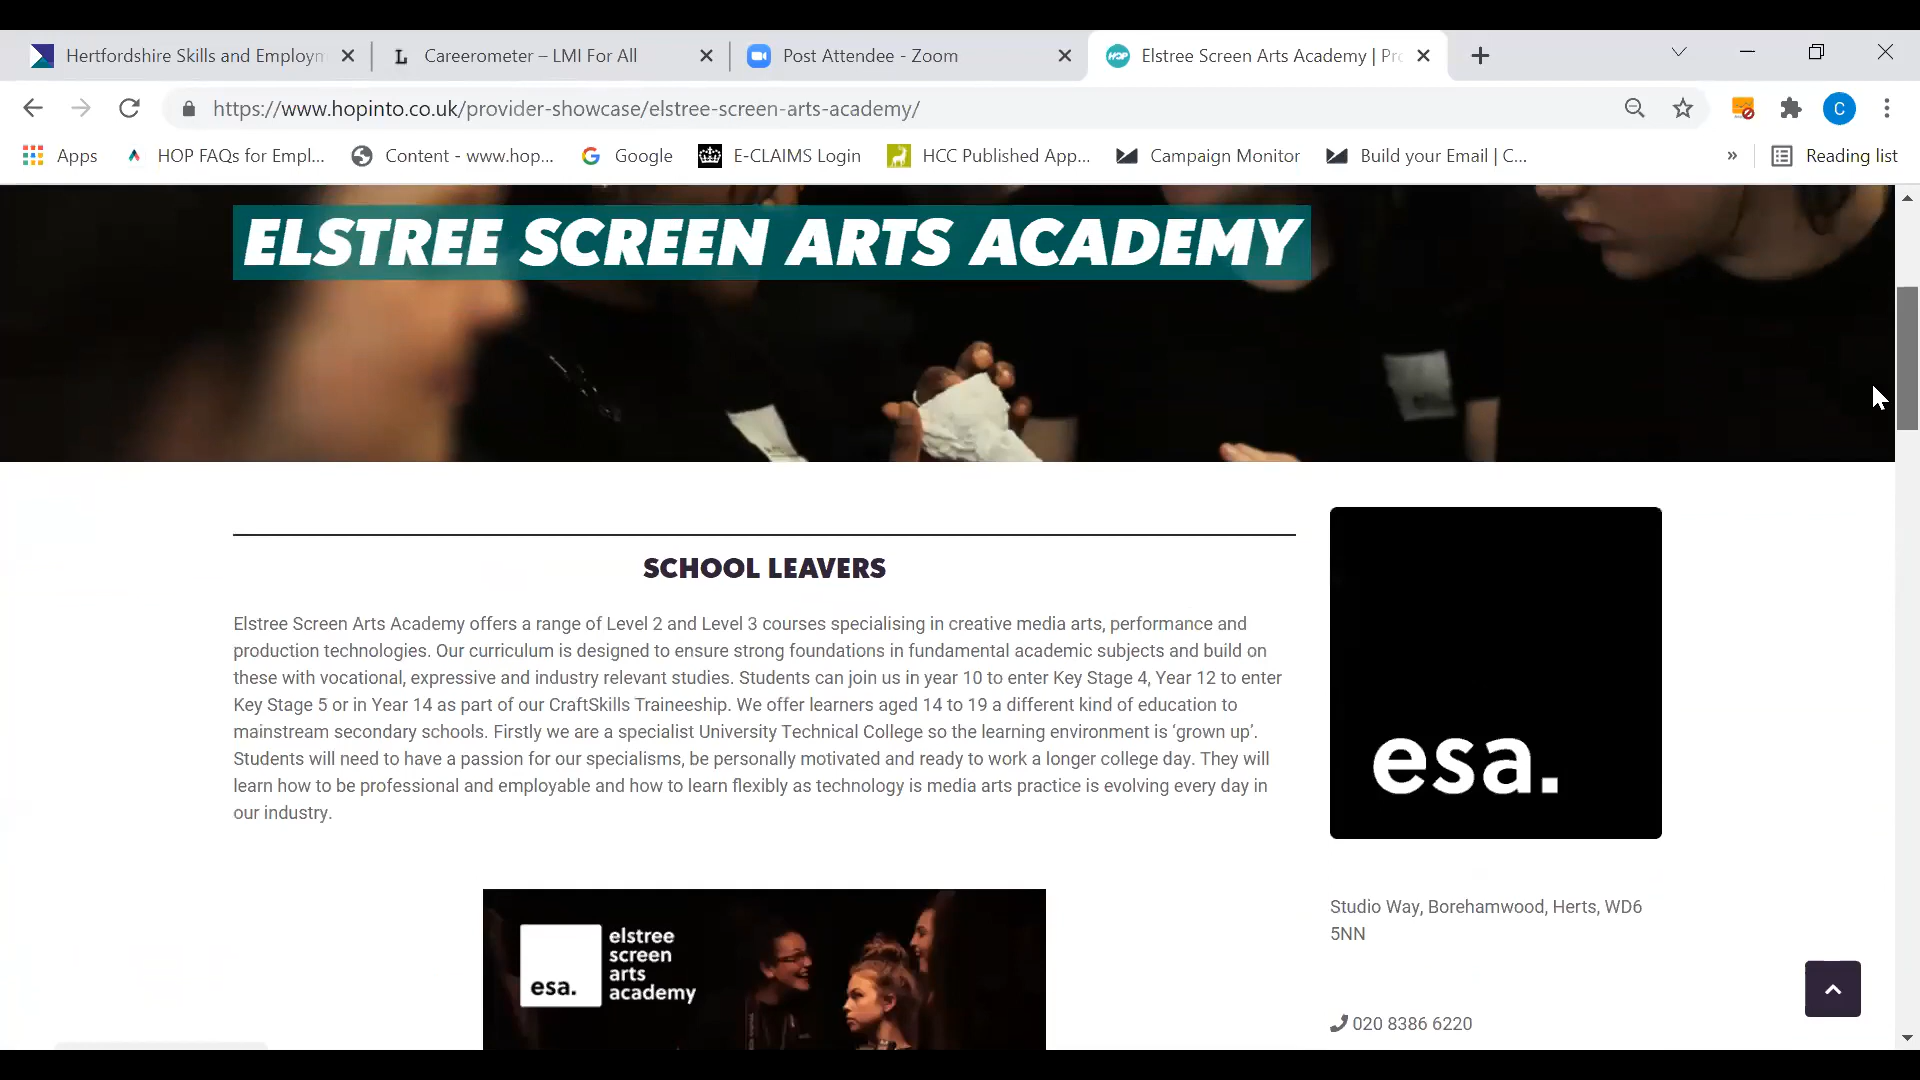 Hertfordshire Skills and Employm
Careerometer – LMI For All
Post Attendee - Zoom
HOP
Elstree Screen Arts Academy | Pro
https://www.hopinto.co.uk/provider-showcase/elstree-screen-arts-academy/
C
Apps
HOP FAQs for Empl...
Content - www.hop...
Google
E-CLAIMS Login
HCC Published App...
Campaign Monitor
Build your Email | C...
»
Reading list
ELSTREE SCREEN ARTS ACADEMY
SCHOOL LEAVERS
Elstree Screen Arts Academy offers a range of Level 2 and Level 3 courses specialising in creative media arts, performance and
production technologies. Our curriculum is designed to ensure strong foundations in fundamental academic subjects and build on
these with vocational, expressive and industry relevant studies. Students can join us in year 10 to enter Key Stage 4, Year 12 to enter
Key Stage 5 or in Year 14 as part of our CraftSkills Traineeship. We offer learners aged 14 to 19 a different kind of education to
mainstream secondary schools. Firstly we are a specialist University Technical College so the learning environment is ‘grown up’.
Students will need to have a passion for our specialisms, be personally motivated and ready to work a longer college day. They will
learn how to be professional and employable and how to learn flexibly as technology is media arts practice is evolving every day in
our industry.
esa.
Studio Way, Borehamwood, Herts, WD6
5NN
020 8386 6220
esa.
elstree
screen
arts
academy